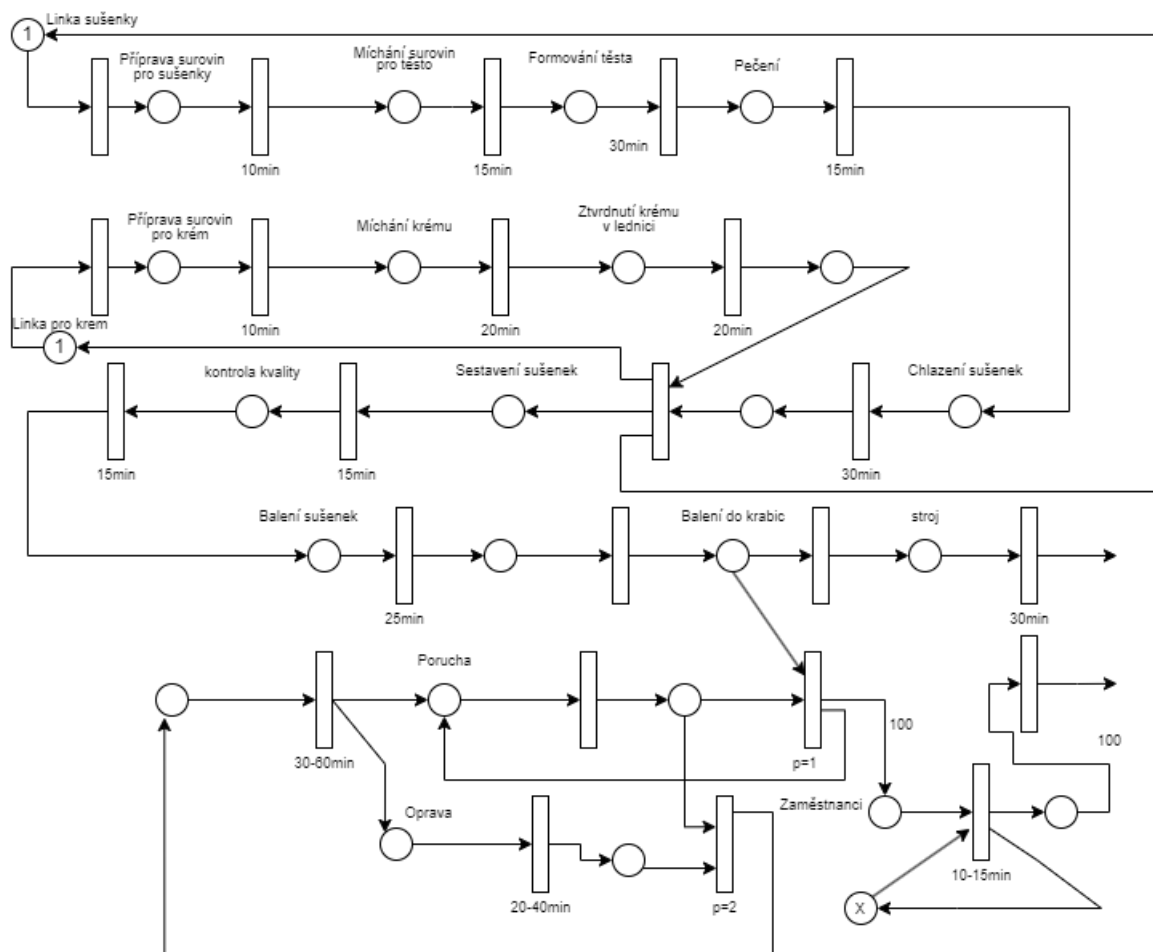 Linka sušenky
1
Příprava surovin
pro sušenky
Míchání surovin
pro těsto
Formování těsta
Pečení
10min
15min
30min
15min
Příprava surovin
pro krém
Míchání krému
Ztvrdnutí krému
v lednici
Linka pro krem
1
10min
20min
20min
kontrola kvality
Sestavení sušenek
Chlazení sušenek
15min
15min
30min
Balení sušenek
Balení do krabic
stroj
25min
30min
Porucha
30-60min
p=1
100
100
Oprava
Zaměstnanci
20-40min
p=2
10-15min
X